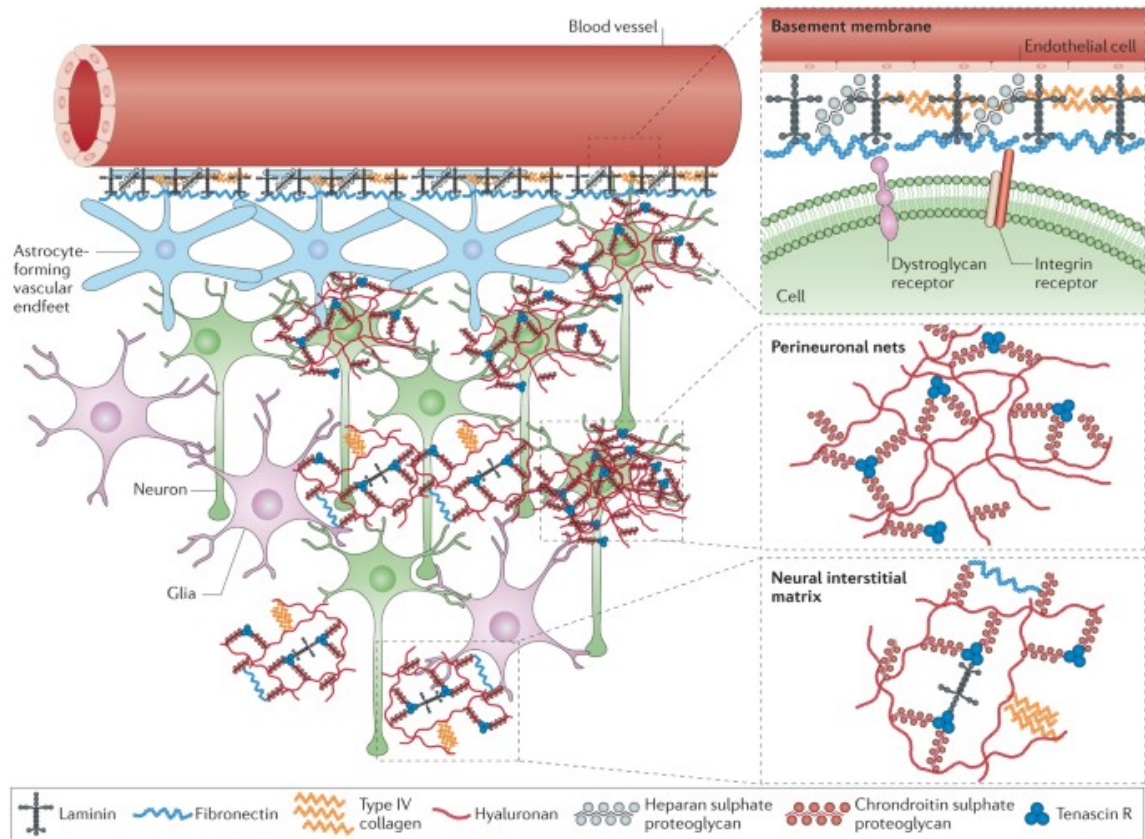 Blood vessel
Basement membrane
Endothelial cell
Astrocyte-
forming
vascular
endfeet
Dystroglycan
receptor
Integrin
receptor
Cell
Perineuronal nets
Neuron
Glia
Neural interstitial
matrix
Laminin
Fibronectin
Type IV
collagen
Hyaluronan
Heparan sulphate
proteoglycan
Chrondroitin sulphate
proteoglycan
Tenascin R